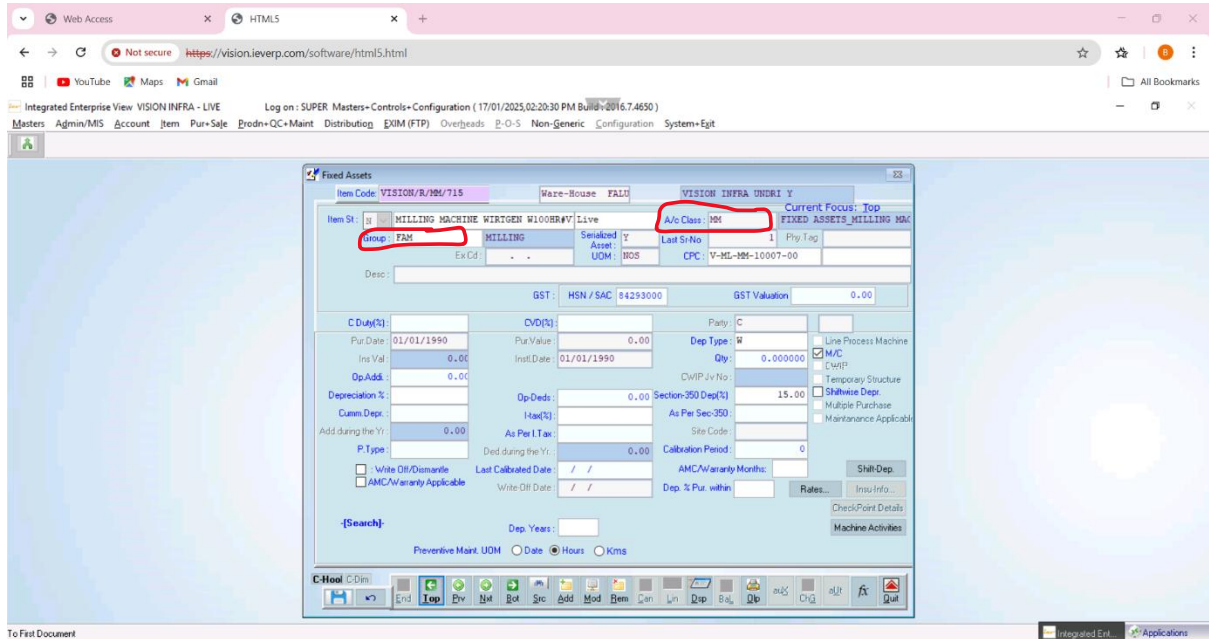 Web Access HTML5
Not secure https://vision.ieverp.com/software/html5.html B
YouTube Maps Gmail All Bookmarks
Integrated Enterprise View VISION INFRA - LIVE Log on : SUPER Masters+Controls+Configuration ( 17/01/2025,02:20:30 PM Build : 2016.7.4650 )
Masters Admin/MIS Account Item Pur+Sale Prodn+QC+Maint Distribution EXIM (FTP) Overheads P-O-S Non-Generic Configuration System+Exit
Fixed Assets
Item Code: VISION/R/MM/715 Ware-House FALU VISION INFRA UNDRI Y
Current Focus: Top
Item St : N MILLING MACHINE WIRTGEN W100HR#V Live A/c Class : MM FIXED ASSETS_MILLING MAC
Group : FAM MILLING Serialized Asset : Y Last Sr-No 1 Phy Tag
Ex Cd : . . UOM : NOS CPC : V-ML-MM-10007-00
Desc :
GST : HSN / SAC 84293000 GST Valuation 0.00
C Duty(%) : CVD(%) : Party : C
Pur.Date : 01/01/1990 Pur.Value : 0.00 Dep Type : W Line Process Machine
Ins Val : 0.00 Instl.Date : 01/01/1990 Qty : 0.000000 M/C
CWIP
Op.Addi. : 0.00 CWIP Jv No : Temporary Structure
Depreciation % : Op-Deds : 0.00 Section-350 Dep(%) 15.00 Shiftwise Depr.
Multiple Purchase
Cumm.Depr. : I-tax(%) : As Per Sec-350 : Maintanance Applicabl
Add during the Yr : 0.00 As Per I.Tax : Site Code :
P.Type : Ded.during the Yr. : 0.00 Calibration Period : 0
: Write Off/Dismantle Last Calibrated Date : / / AMC/Warranty Months: Shift-Dep.
AMC/Warranty Applicable Write-Off Date : / / Dep. % Pur. within Rates... Insu-Info...
CheckPoint Details
-[Search]- Dep. Years : Machine Activities
Preventive Maint. UOM Date Hours Kms
C-Hool C-Dim
End Top Prv Nxt Bot Src Add Mod Rem Can Lin Dsp Bal Olp Chg fx Quit
To First Document Integrated Ent... Applications